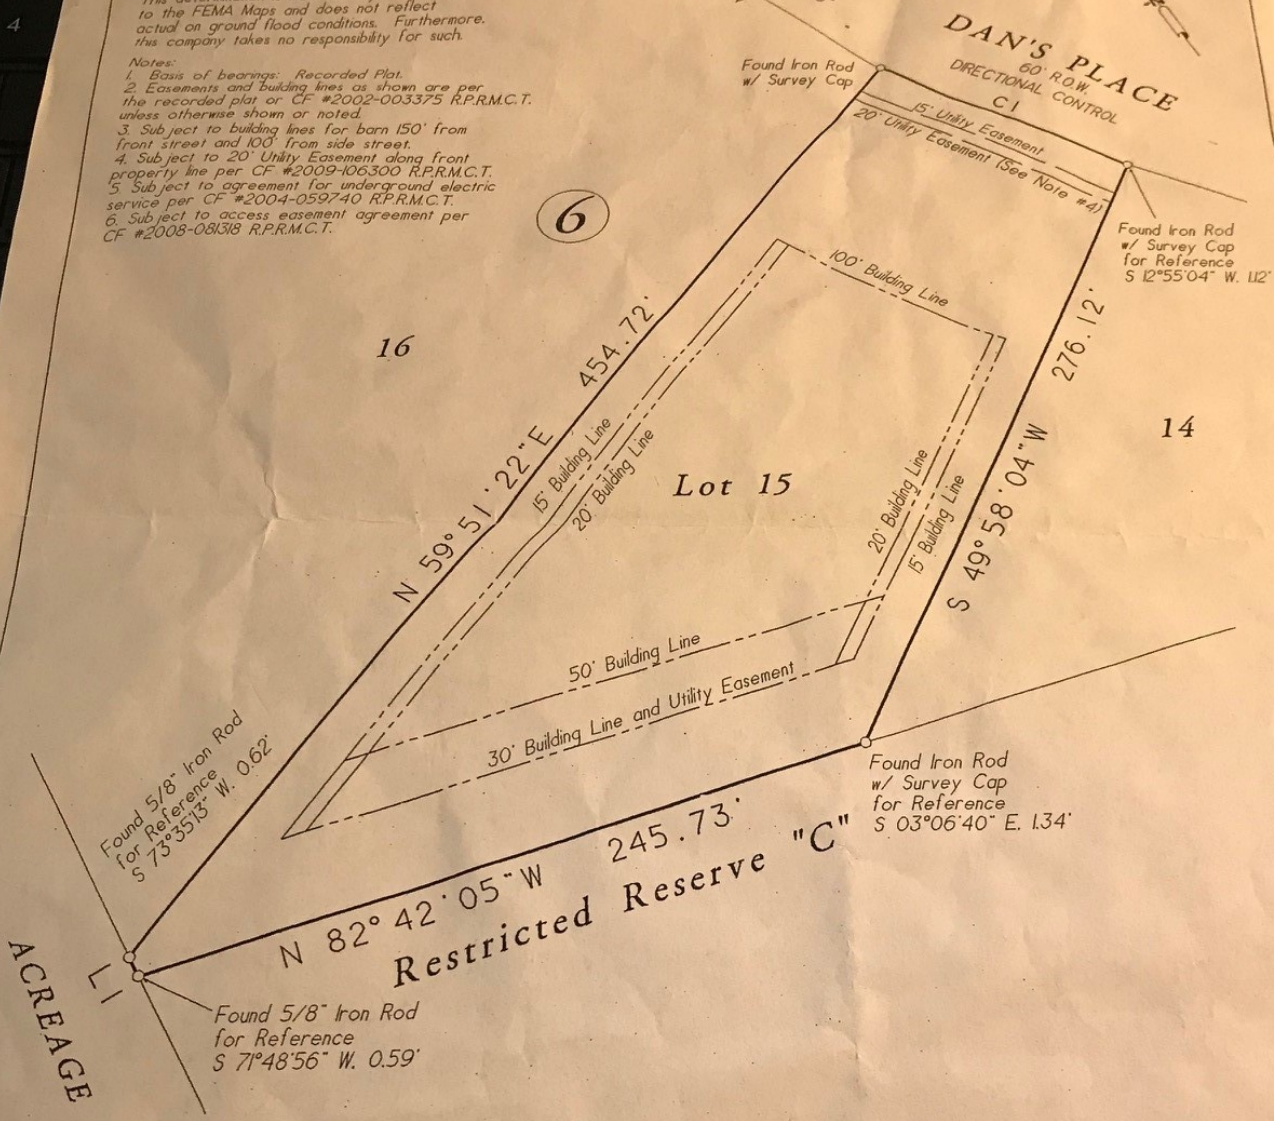 4
to the FEMA Maps and does not reflect
actual on ground flood conditions. Furthermore,
this company takes no responsibility for such.
Notes:
1. Basis of bearings: Recorded Plat.
2. Easements and building lines as shown are per
the recorded plat or CF #2002-003375 R.P.R.M.C.T.
unless otherwise shown or noted.
3. Subject to building lines for barn 150' from
front street and 100' from side street.
4. Subject to 20' Utility Easement along front
property line per CF #2009-106300 R.P.R.M.C.T.
5. Subject to agreement for underground electric
service per CF #2004-059740 R.P.R.M.C.T.
6. Subject to access easement agreement per
CF #2008-081318 R.P.R.M.C.T.
DAN'S PLACE
60' R.O.W.
DIRECTIONAL CONTROL
C1
Found Iron Rod
w/ Survey Cap
15' Utility Easement
20' Utility Easement (See Note #4)
6
Found Iron Rod
w/ Survey Cap
for Reference
S 12°55'04" W. 1.12'
100' Building Line
16
454.72'
N 59°51'22"E
15' Building Line
20' Building Line
Lot 15
20' Building Line
15' Building Line
276.12'
S 49°58'04"W
14
50' Building Line
30' Building Line and Utility Easement
Found 5/8" Iron Rod
for Reference
S 73°35'13" W. 0.62'
Found Iron Rod
w/ Survey Cap
for Reference
S 03°06'40" E. 1.34'
N 82°42'05"W 245.73'
Restricted Reserve "C"
ACREAGE
L1
Found 5/8" Iron Rod
for Reference
S 71°48'56" W. 0.59'